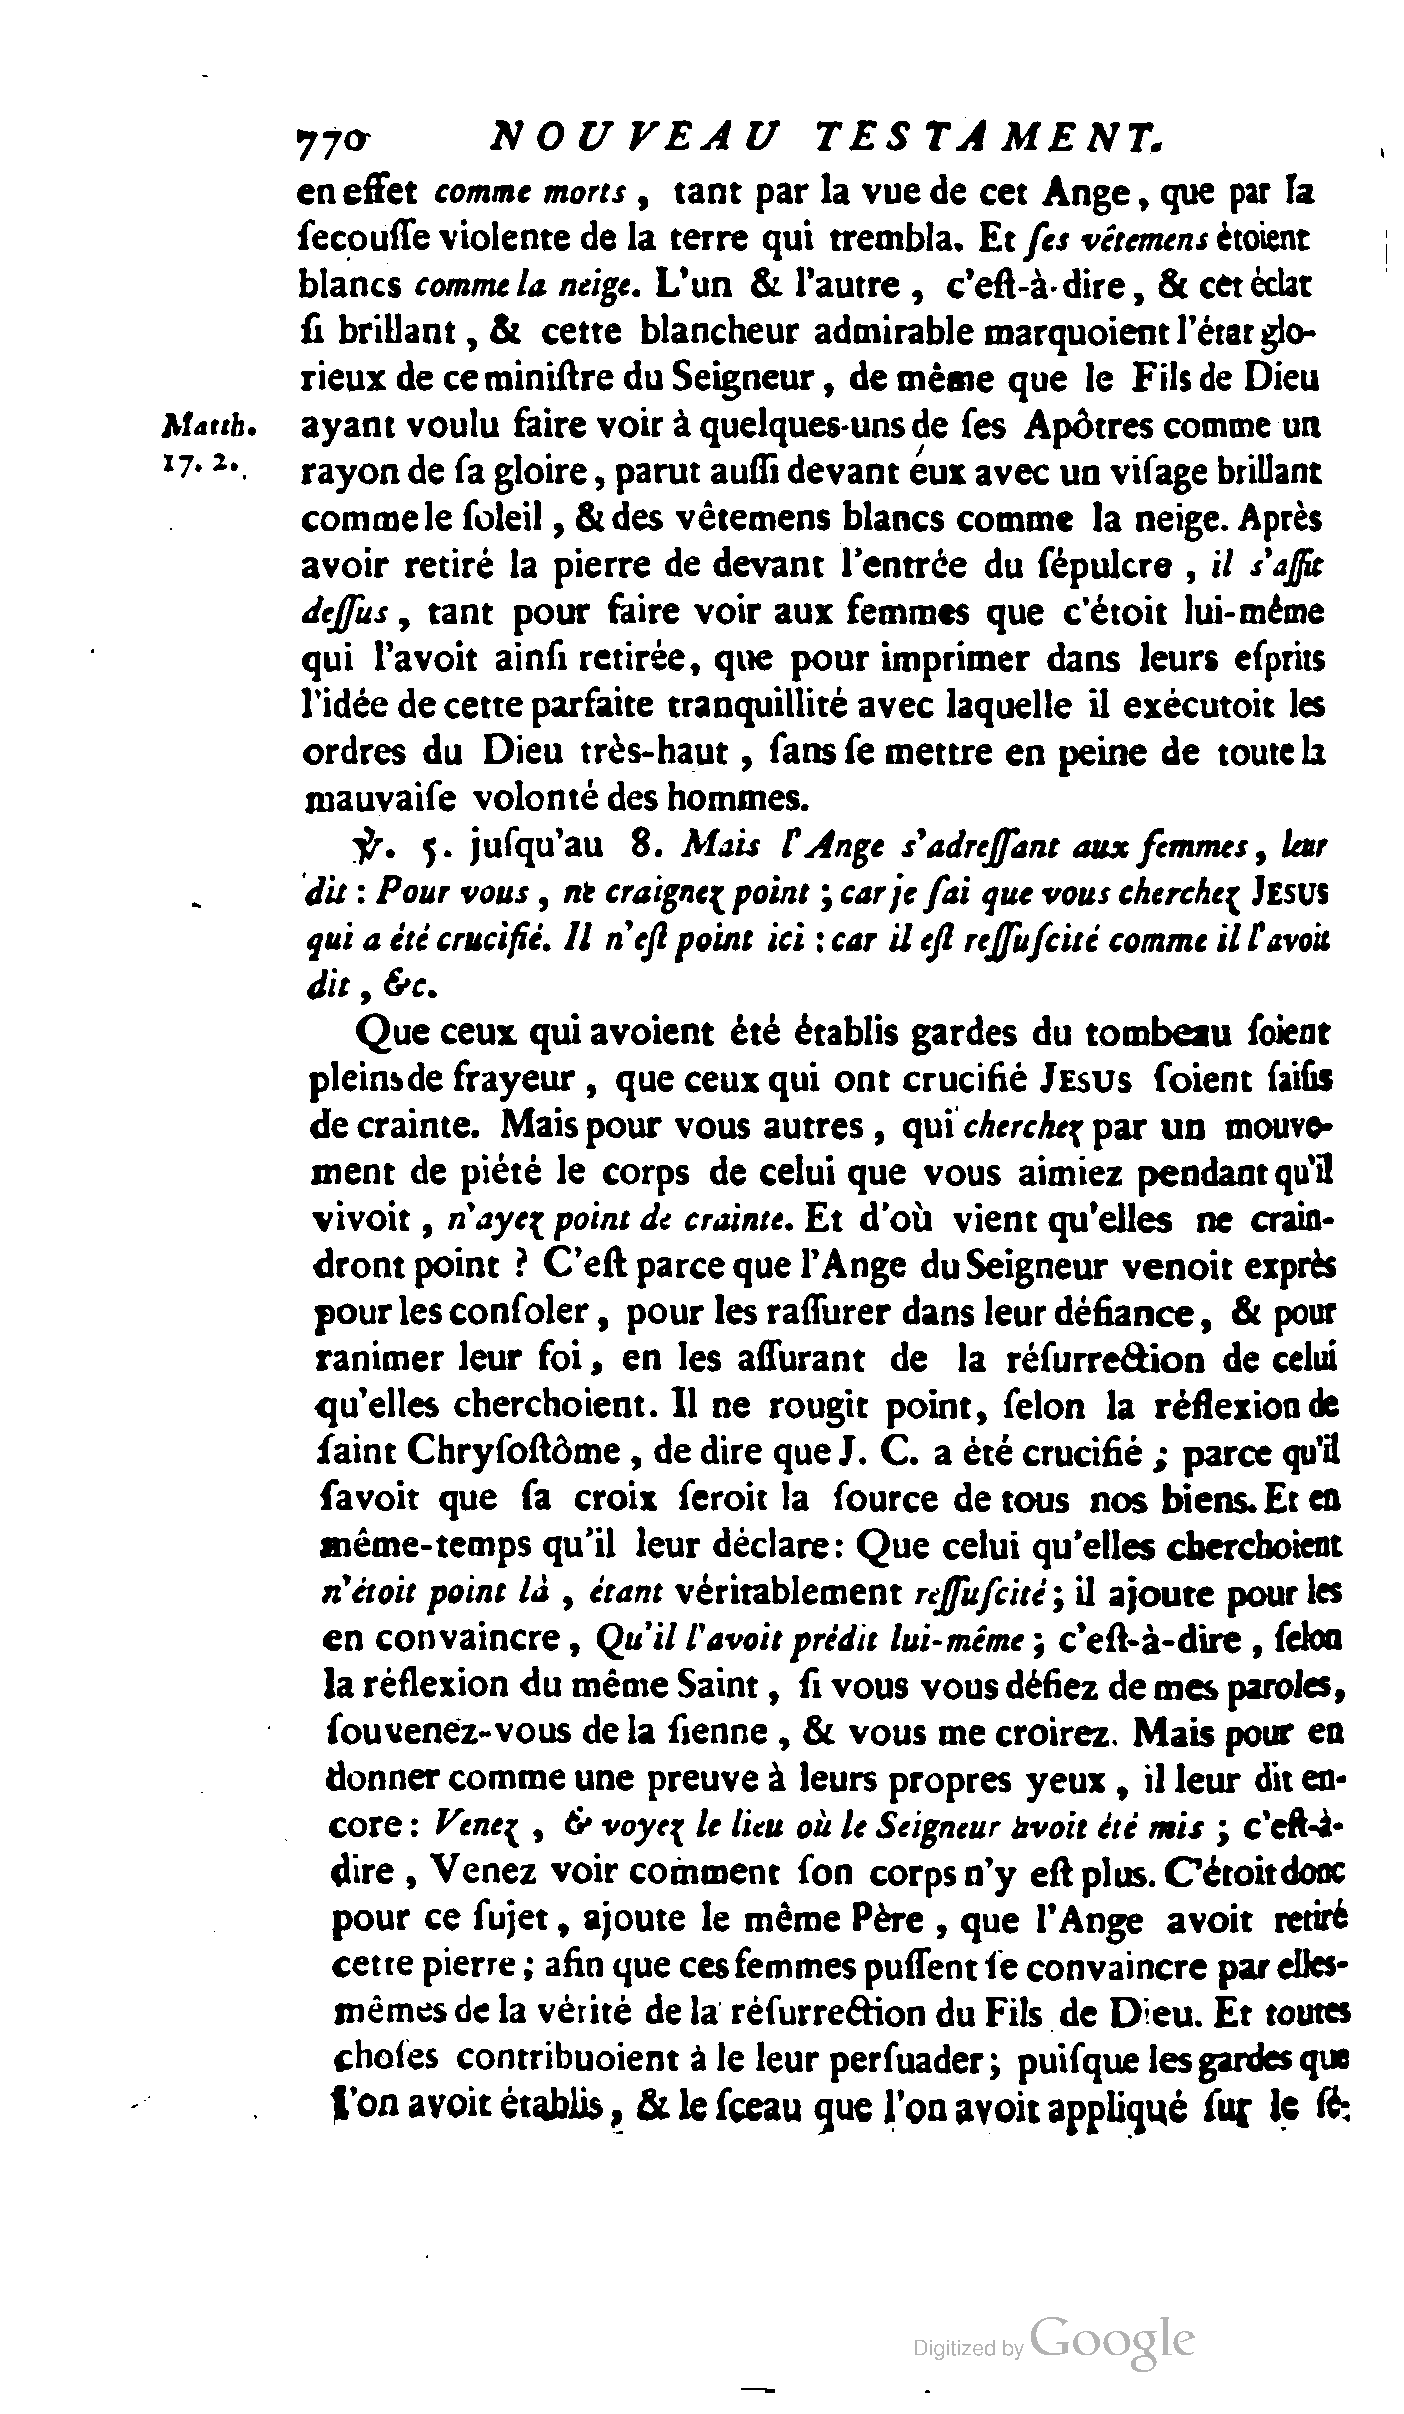 770 NOUVEAU TESTAMENT.
en effet comme morts, tant par la vue de cet Ange, que par la
ſecouſſe violente de la terre qui trembla. Et ſes vêtemens étoient
blancs comme la neige. L'un & l'autre, c'eſt-à-dire, & cet éclat
ſi brillant, & cette blancheur admirable marquoient l'état glo-
rieux de ce miniſtre du Seigneur, de même que le Fils de Dieu
Matth. ayant voulu faire voir à quelques-uns de ſes Apôtres comme un
17. 2. rayon de ſa gloire, parut auſſi devant eux avec un viſage brillant
comme le ſoleil, & des vêtemens blancs comme la neige. Après
avoir retiré la pierre de devant l'entrée du ſépulcre, il s'aſſit
deſſus, tant pour faire voir aux femmes que c'étoit lui-même
qui l'avoit ainſi retirée, que pour imprimer dans leurs eſprits
l'idée de cette parfaite tranquillité avec laquelle il exécutoit les
ordres du Dieu très-haut, ſans ſe mettre en peine de toute la
mauvaiſe volonté des hommes.
℣. 5. juſqu'au 8. Mais l'Ange s'adreſſant aux femmes, leur
dit : Pour vous, ne craignez point ; car je ſai que vous cherchez JESUS
qui a été crucifié. Il n'eſt point ici : car il eſt reſſuſcité comme il l'avoit
dit, &c.
Que ceux qui avoient été établis gardes du tombeau ſoient
pleins de frayeur, que ceux qui ont crucifié JESUS ſoient ſaiſis
de crainte. Mais pour vous autres, qui cherchez par un mouve-
ment de piété le corps de celui que vous aimiez pendant qu'il
vivoit, n'ayez point de crainte. Et d'où vient qu'elles ne crain-
dront point ? C'eſt parce que l'Ange du Seigneur venoit exprès
pour les conſoler, pour les raſſurer dans leur défiance, & pour
ranimer leur foi, en les aſſurant de la réſurrection de celui
qu'elles cherchoient. Il ne rougit point, ſelon la réflexion de
ſaint Chryſoſtôme, de dire que J. C. a été crucifié ; parce qu'il
ſavoit que ſa croix ſeroit la ſource de tous nos biens. Et en
même-temps qu'il leur déclare : Que celui qu'elles cherchoient
n'étoit point là, étant véritablement reſſuſcité ; il ajoute pour les
en convaincre, Qu'il l'avoit prédit lui-même ; c'eſt-à-dire, ſelon
la réflexion du même Saint, ſi vous vous défiez de mes paroles,
ſouvenez-vous de la ſienne, & vous me croirez. Mais pour en
donner comme une preuve à leurs propres yeux, il leur dit en-
core : Venez, & voyez le lieu où le Seigneur avoit été mis ; c'eſt-à-
dire, Venez voir comment ſon corps n'y eſt plus. C'étoit donc
pour ce ſujet, ajoute le même Père, que l'Ange avoit retiré
cette pierre ; afin que ces femmes puſſent ſe convaincre par elles-
mêmes de la vérité de la réſurrection du Fils de Dieu. Et toutes
choſes contribuoient à le leur perſuader ; puiſque les gardes que
l'on avoit établis, & le ſceau que l'on avoit appliqué ſur le ſé-
Digitized by Google